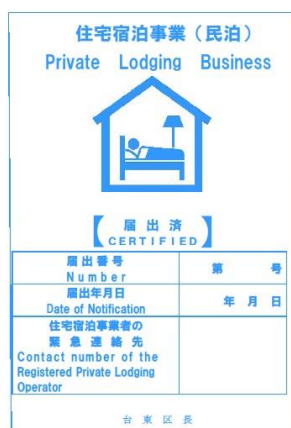 住宅宿泊事業（民泊）
Private Lodging Business
【届出済 CERTIFIED】
届出番号
Number
第 号
届出年月日
Date of Notification
年 月 日
住宅宿泊事業者の
緊急連絡先
Contact number of the
Registered Private Lodging
Operator
台東区長